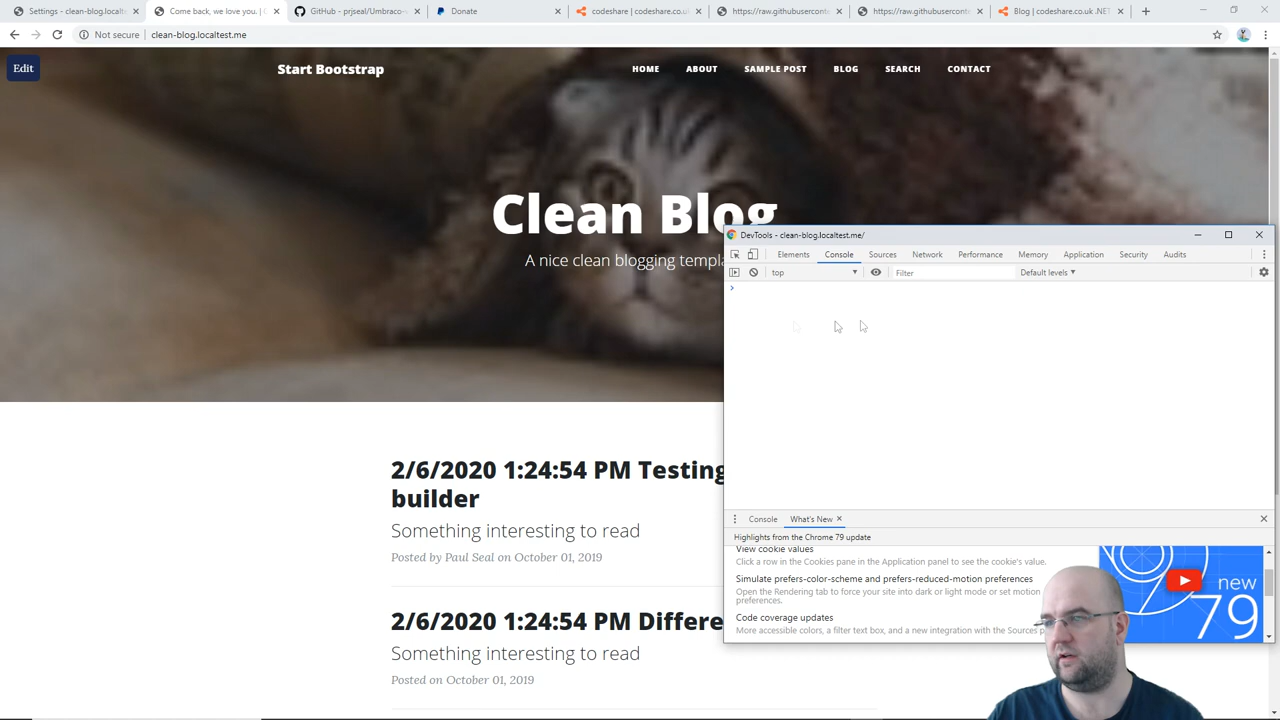 Settings - clean-blog.localt
Come back, we love you. | C
GitHub - prjseal/Umbraco-v
Donate
codeshare | codeshare.co.uk
https://raw.githubuserconte
https://raw.githubuserconte
Blog | codeshare.co.uk .NET
Not secure | clean-blog.localtest.me
Edit
Start Bootstrap
HOME ABOUT SAMPLE POST BLOG SEARCH CONTACT
Clean Blog
A nice clean blogging templa
DevTools - clean-blog.localtest.me/
Elements Console Sources Network Performance Memory Application Security Audits
top
Filter
Default levels
2/6/2020 1:24:54 PM Testing
builder
Something interesting to read
Posted by Paul Seal on October 01, 2019
2/6/2020 1:24:54 PM Differe
Something interesting to read
Posted on October 01, 2019
Console What's New
Highlights from the Chrome 79 update
View cookie values
Click a row in the Cookies pane in the Application panel to see the cookie's value.
Simulate prefers-color-scheme and prefers-reduced-motion preferences
Open the Rendering tab to force your site into dark or light mode or set motion
preferences.
Code coverage updates
More accessible colors, a filter text box, and a new integration with the Sources p
new
79